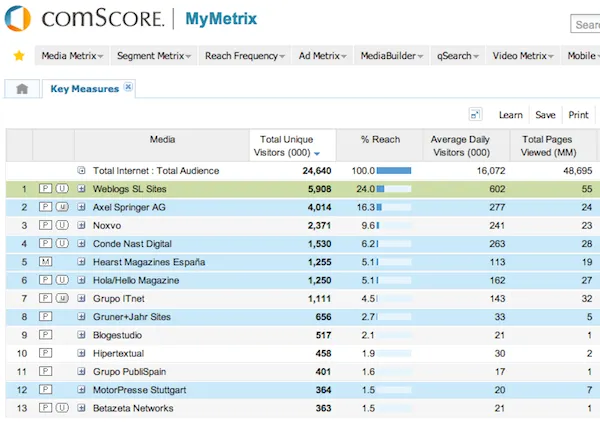 comScore. MyMetrix
Sear
Media Metrix Segment Metrix Reach Frequency Ad Metrix MediaBuilder qSearch Video Metrix Mobile
Key Measures
Learn Save Print
Media Total Unique Visitors (000) % Reach Average Daily Visitors (000) Total Pages Viewed (MM)
Total Internet : Total Audience 24,640 100.0 16,072 48,695
1 P U Weblogs SL Sites 5,908 24.0 602 55
2 P u Axel Springer AG 4,014 16.3 277 24
3 P U Noxvo 2,371 9.6 241 23
4 P U Conde Nast Digital 1,530 6.2 263 28
5 M Hearst Magazines España 1,255 5.1 113 19
6 P U Hola/Hello Magazine 1,250 5.1 162 27
7 P u Grupo ITnet 1,111 4.5 143 32
8 P Gruner+Jahr Sites 656 2.7 33 5
9 P Blogestudio 517 2.1 21 1
10 P Hipertextual 458 1.9 30 2
11 P Grupo PubliSpain 401 1.6 17 1
12 P MotorPresse Stuttgart 364 1.5 20 7
13 P U Betazeta Networks 363 1.5 21 1